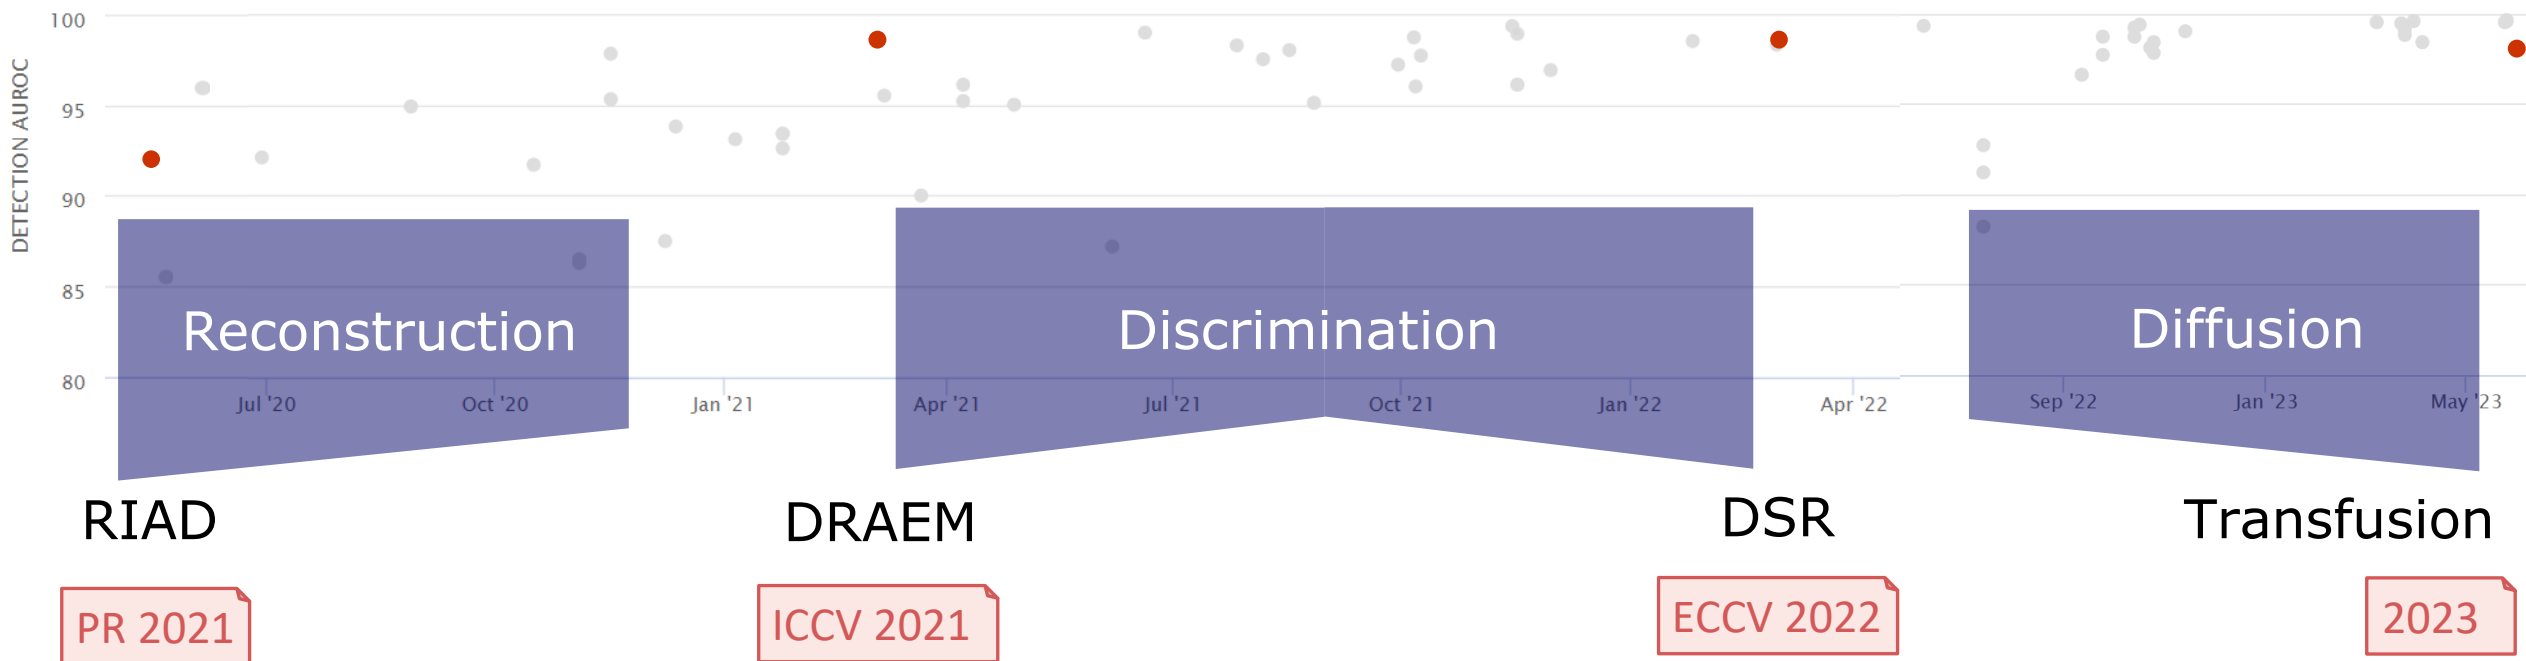 DETECTION AUROC
100
95
90
85
80
Reconstruction
Discrimination
Diffusion
Jul '20
Oct '20
Jan '21
Apr '21
Jul '21
Oct '21
Jan '22
Apr '22
Sep '22
Jan '23
May '23
RIAD
DRAEM
DSR
Transfusion
PR 2021
ICCV 2021
ECCV 2022
2023